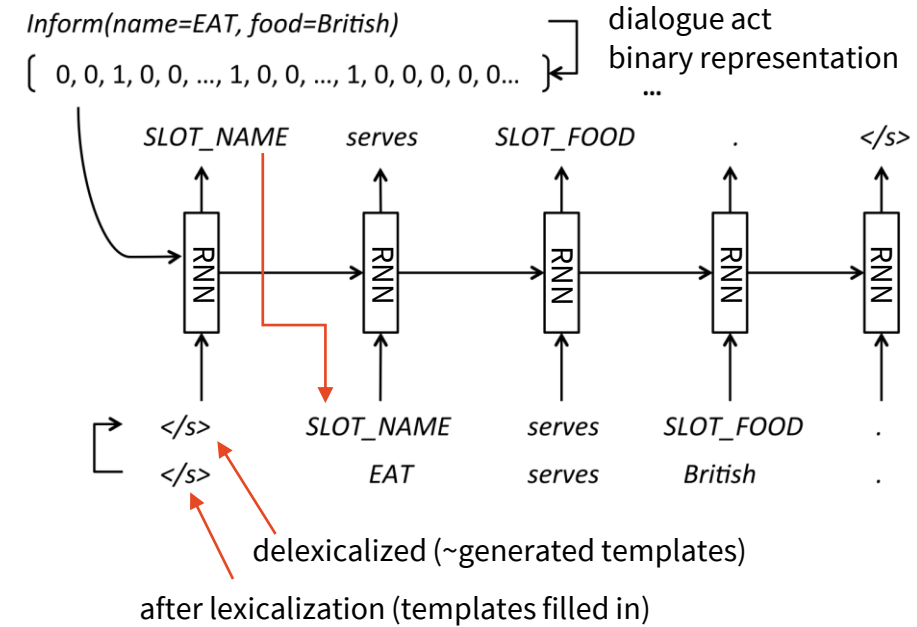 Inform(name=EAT, food=British)
dialogue act
binary representation
{ 0, 0, 1, 0, 0, ..., 1, 0, 0, ..., 1, 0, 0, 0, 0, 0... }
...
SLOT_NAME serves SLOT_FOOD . </s>
RNN RNN RNN RNN RNN
</s> SLOT_NAME serves SLOT_FOOD .
</s> EAT serves British .
delexicalized (~generated templates)
after lexicalization (templates filled in)